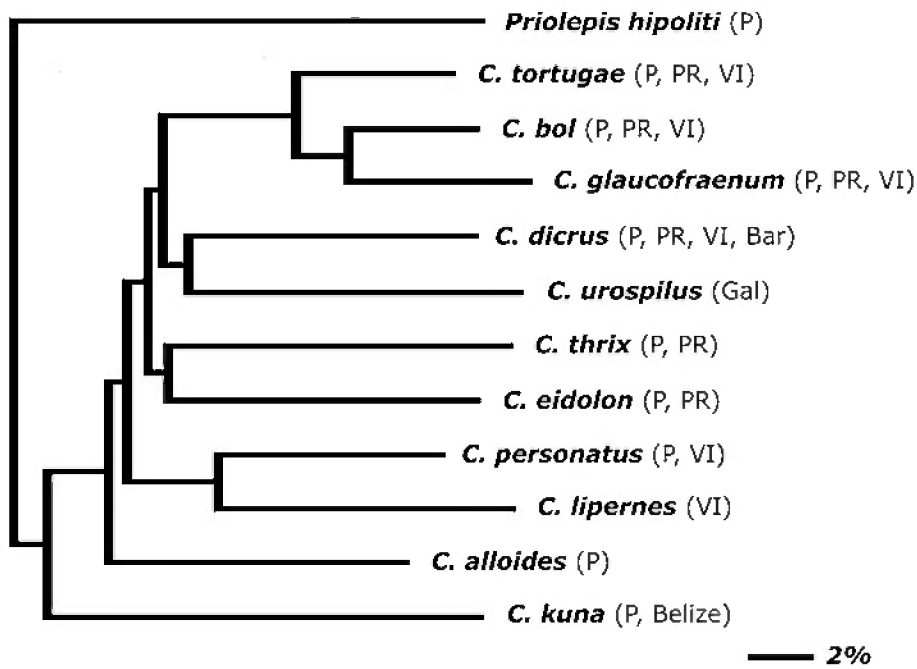 Priolepis hipoliti (P)
C. tortugae (P, PR, VI)
C. bol (P, PR, VI)
C. glaucofraenum (P, PR, VI)
C. dicrus (P, PR, VI, Bar)
C. urospilus (Gal)
C. thrix (P, PR)
C. eidolon (P, PR)
C. personatus (P, VI)
C. lipernes (VI)
C. alloides (P)
C. kuna (P, Belize)
2%